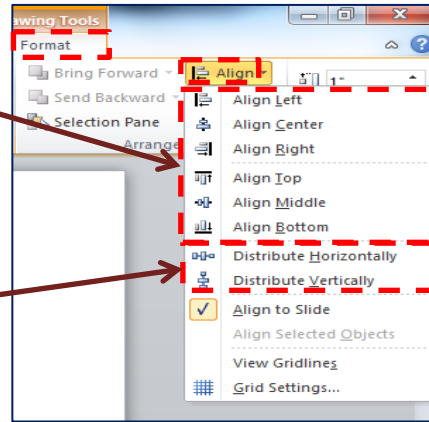 awing Tools
Format
Bring Forward
Align
1"
Send Backward
Selection Pane
Arrange
Align Left
Align Center
Align Right
Align Top
Align Middle
Align Bottom
Distribute Horizontally
Distribute Vertically
Align to Slide
Align Selected Objects
View Gridlines
Grid Settings...